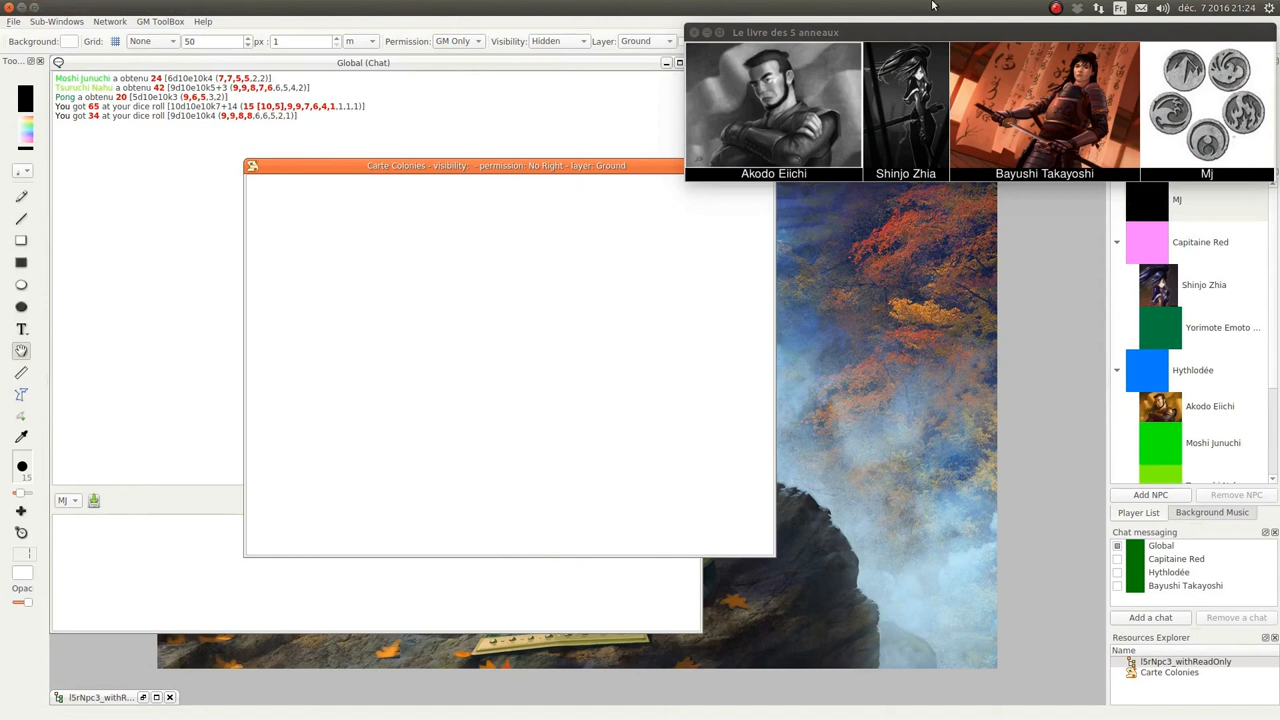 Fr₁
déc. 7 2016 21:24
File Sub-Windows Network GM ToolBox Help
Background: Grid: None 50 px : 1 m Permission: GM Only Visibility: Hidden Layer: Ground
Le livre des 5 anneaux
Too...
Global (Chat)
Moshi Junuchi a obtenu 24 [6d10e10k4 (7,7,5,5,2,2)]
Tsuruchi Nahu a obtenu 42 [9d10e10k5+3 (9,9,8,7,6,6,5,4,2)]
Pong a obtenu 20 [5d10e10k3 (9,6,5,3,2)]
You got 65 at your dice roll [10d10e10k7+14 (15 [10,5],9,9,7,6,4,1,1,1,1)]
You got 34 at your dice roll [9d10e10k4 (9,9,8,8,6,6,5,2,1)]
Carte Colonies - visibility: - permission: No Right - layer: Ground
Akodo Eiichi
Shinjo Zhia
Bayushi Takayoshi
Mj
MJ
Capitaine Red
Shinjo Zhia
Yorimote Emoto ...
Hythlodée
Akodo Eiichi
Moshi Junuchi
15
MJ
Opac
Add NPC Remove NPC
Player List Background Music
Chat messaging
Global
Capitaine Red
Hythlodée
Bayushi Takayoshi
Add a chat Remove a chat
Resources Explorer
Name
l5rNpc3_withReadOnly
Carte Colonies
l5rNpc3_withR...